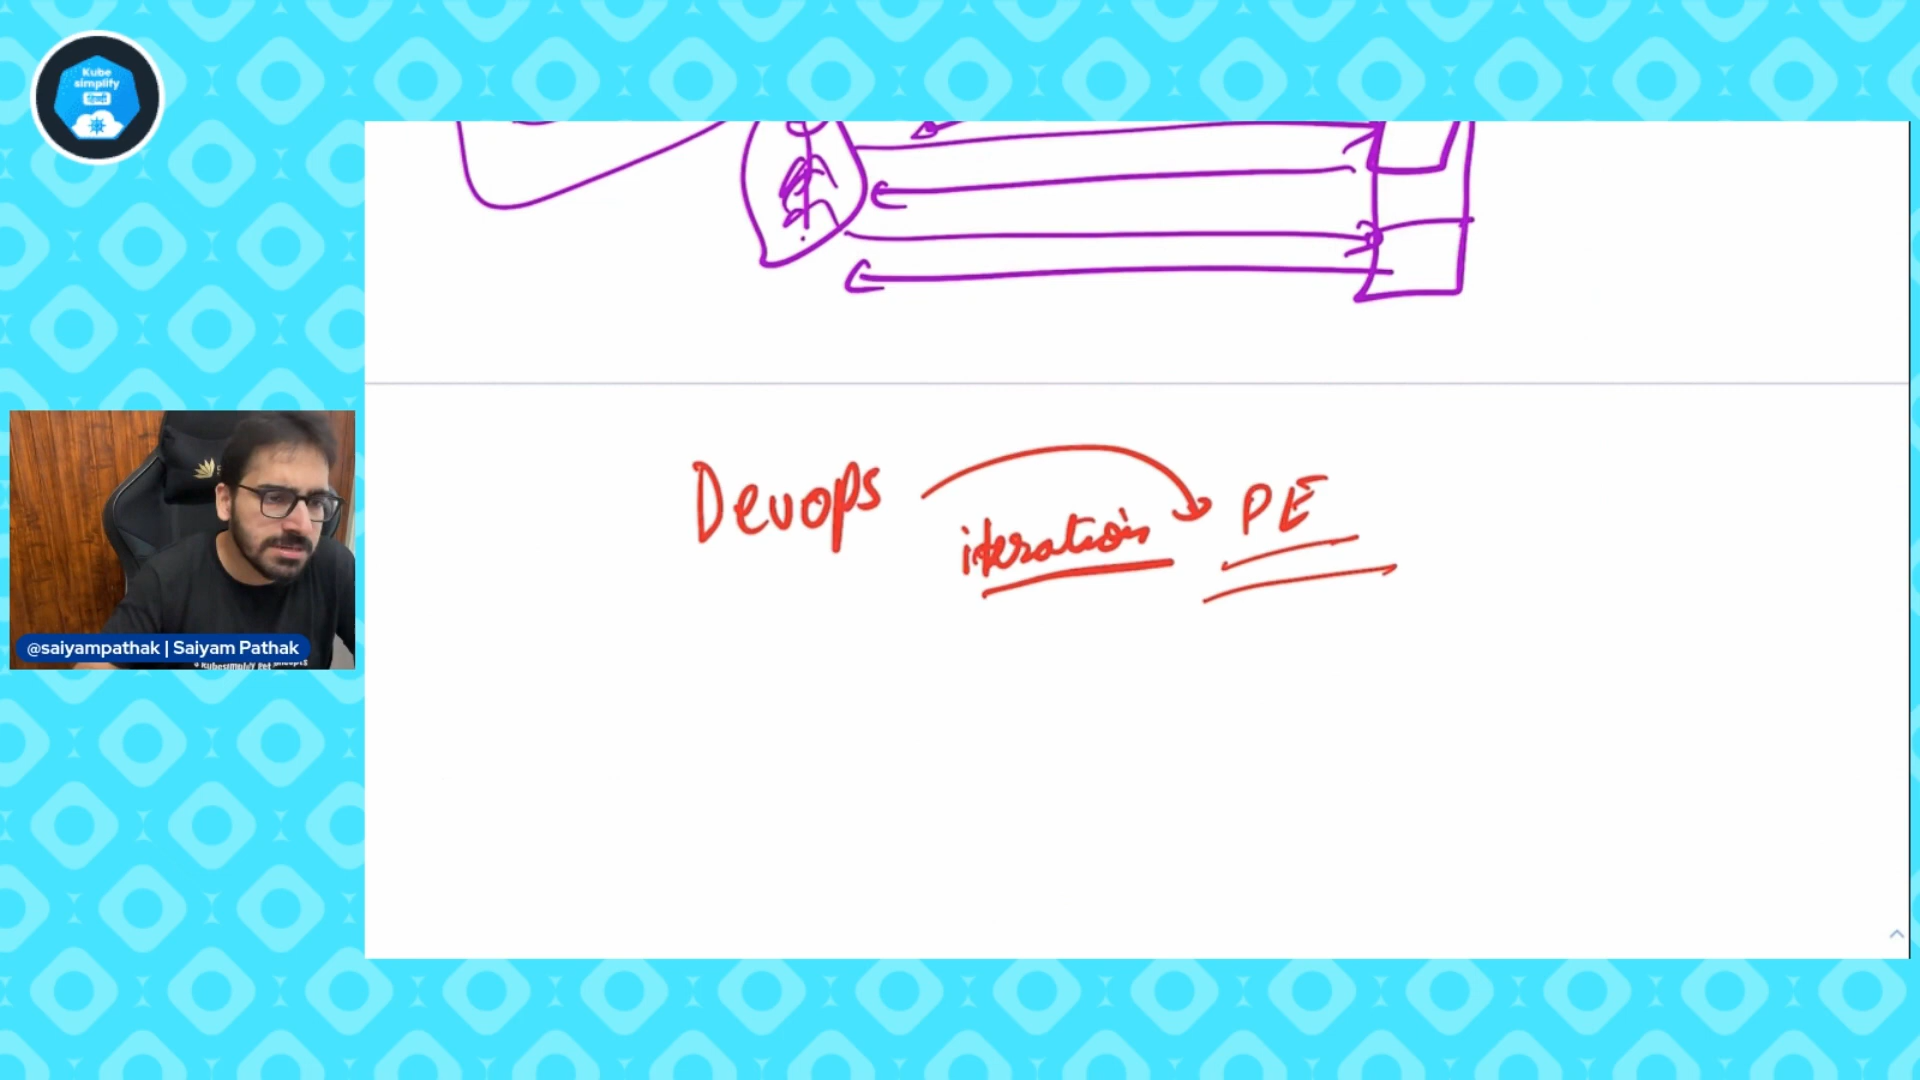 Kube
simplify
हिन्दी
Devops
iteration
PE
@saiyampathak | Saiyam Pathak